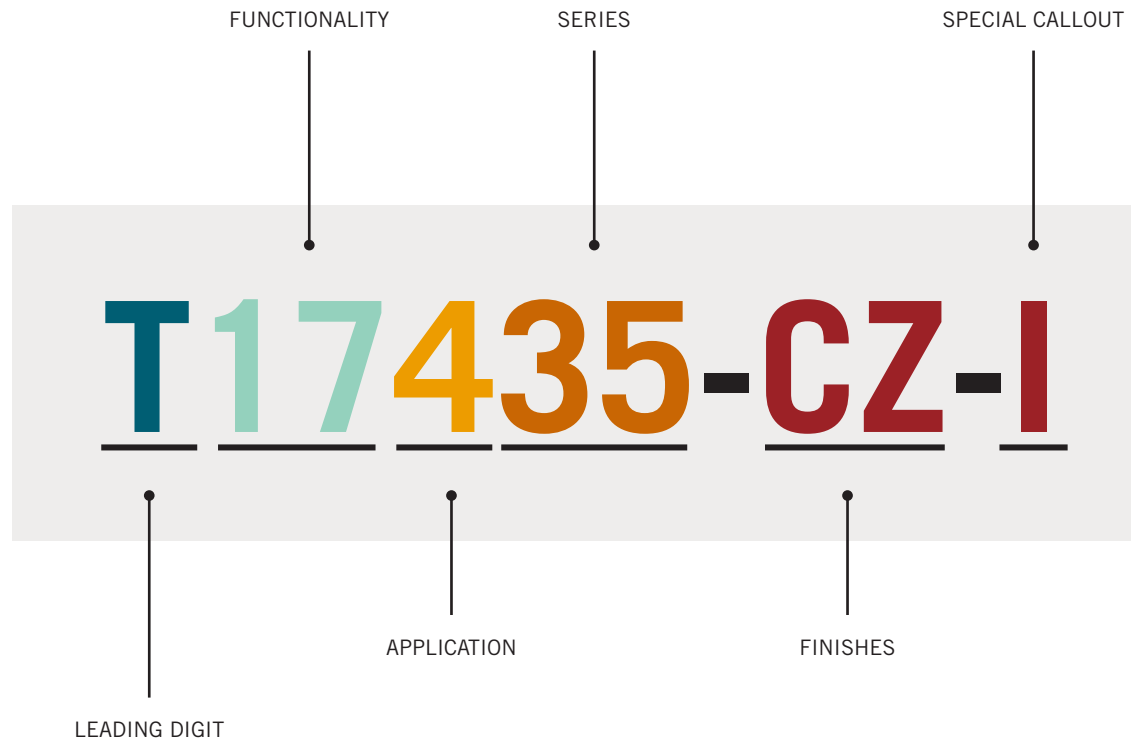 FUNCTIONALITY SERIES SPECIAL CALLOUT
T17435-CZ-I
APPLICATION FINISHES
LEADING DIGIT